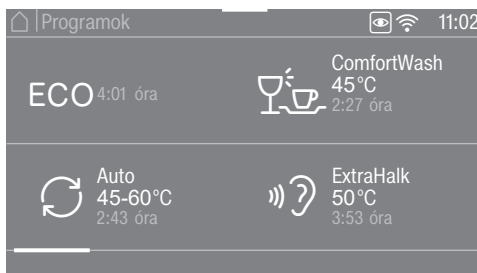 Programok 11:02
ECO 4:01 óra
ComfortWash
45°C
2:27 óra
Auto
45-60°C
2:43 óra
ExtraHalk
50°C
3:53 óra